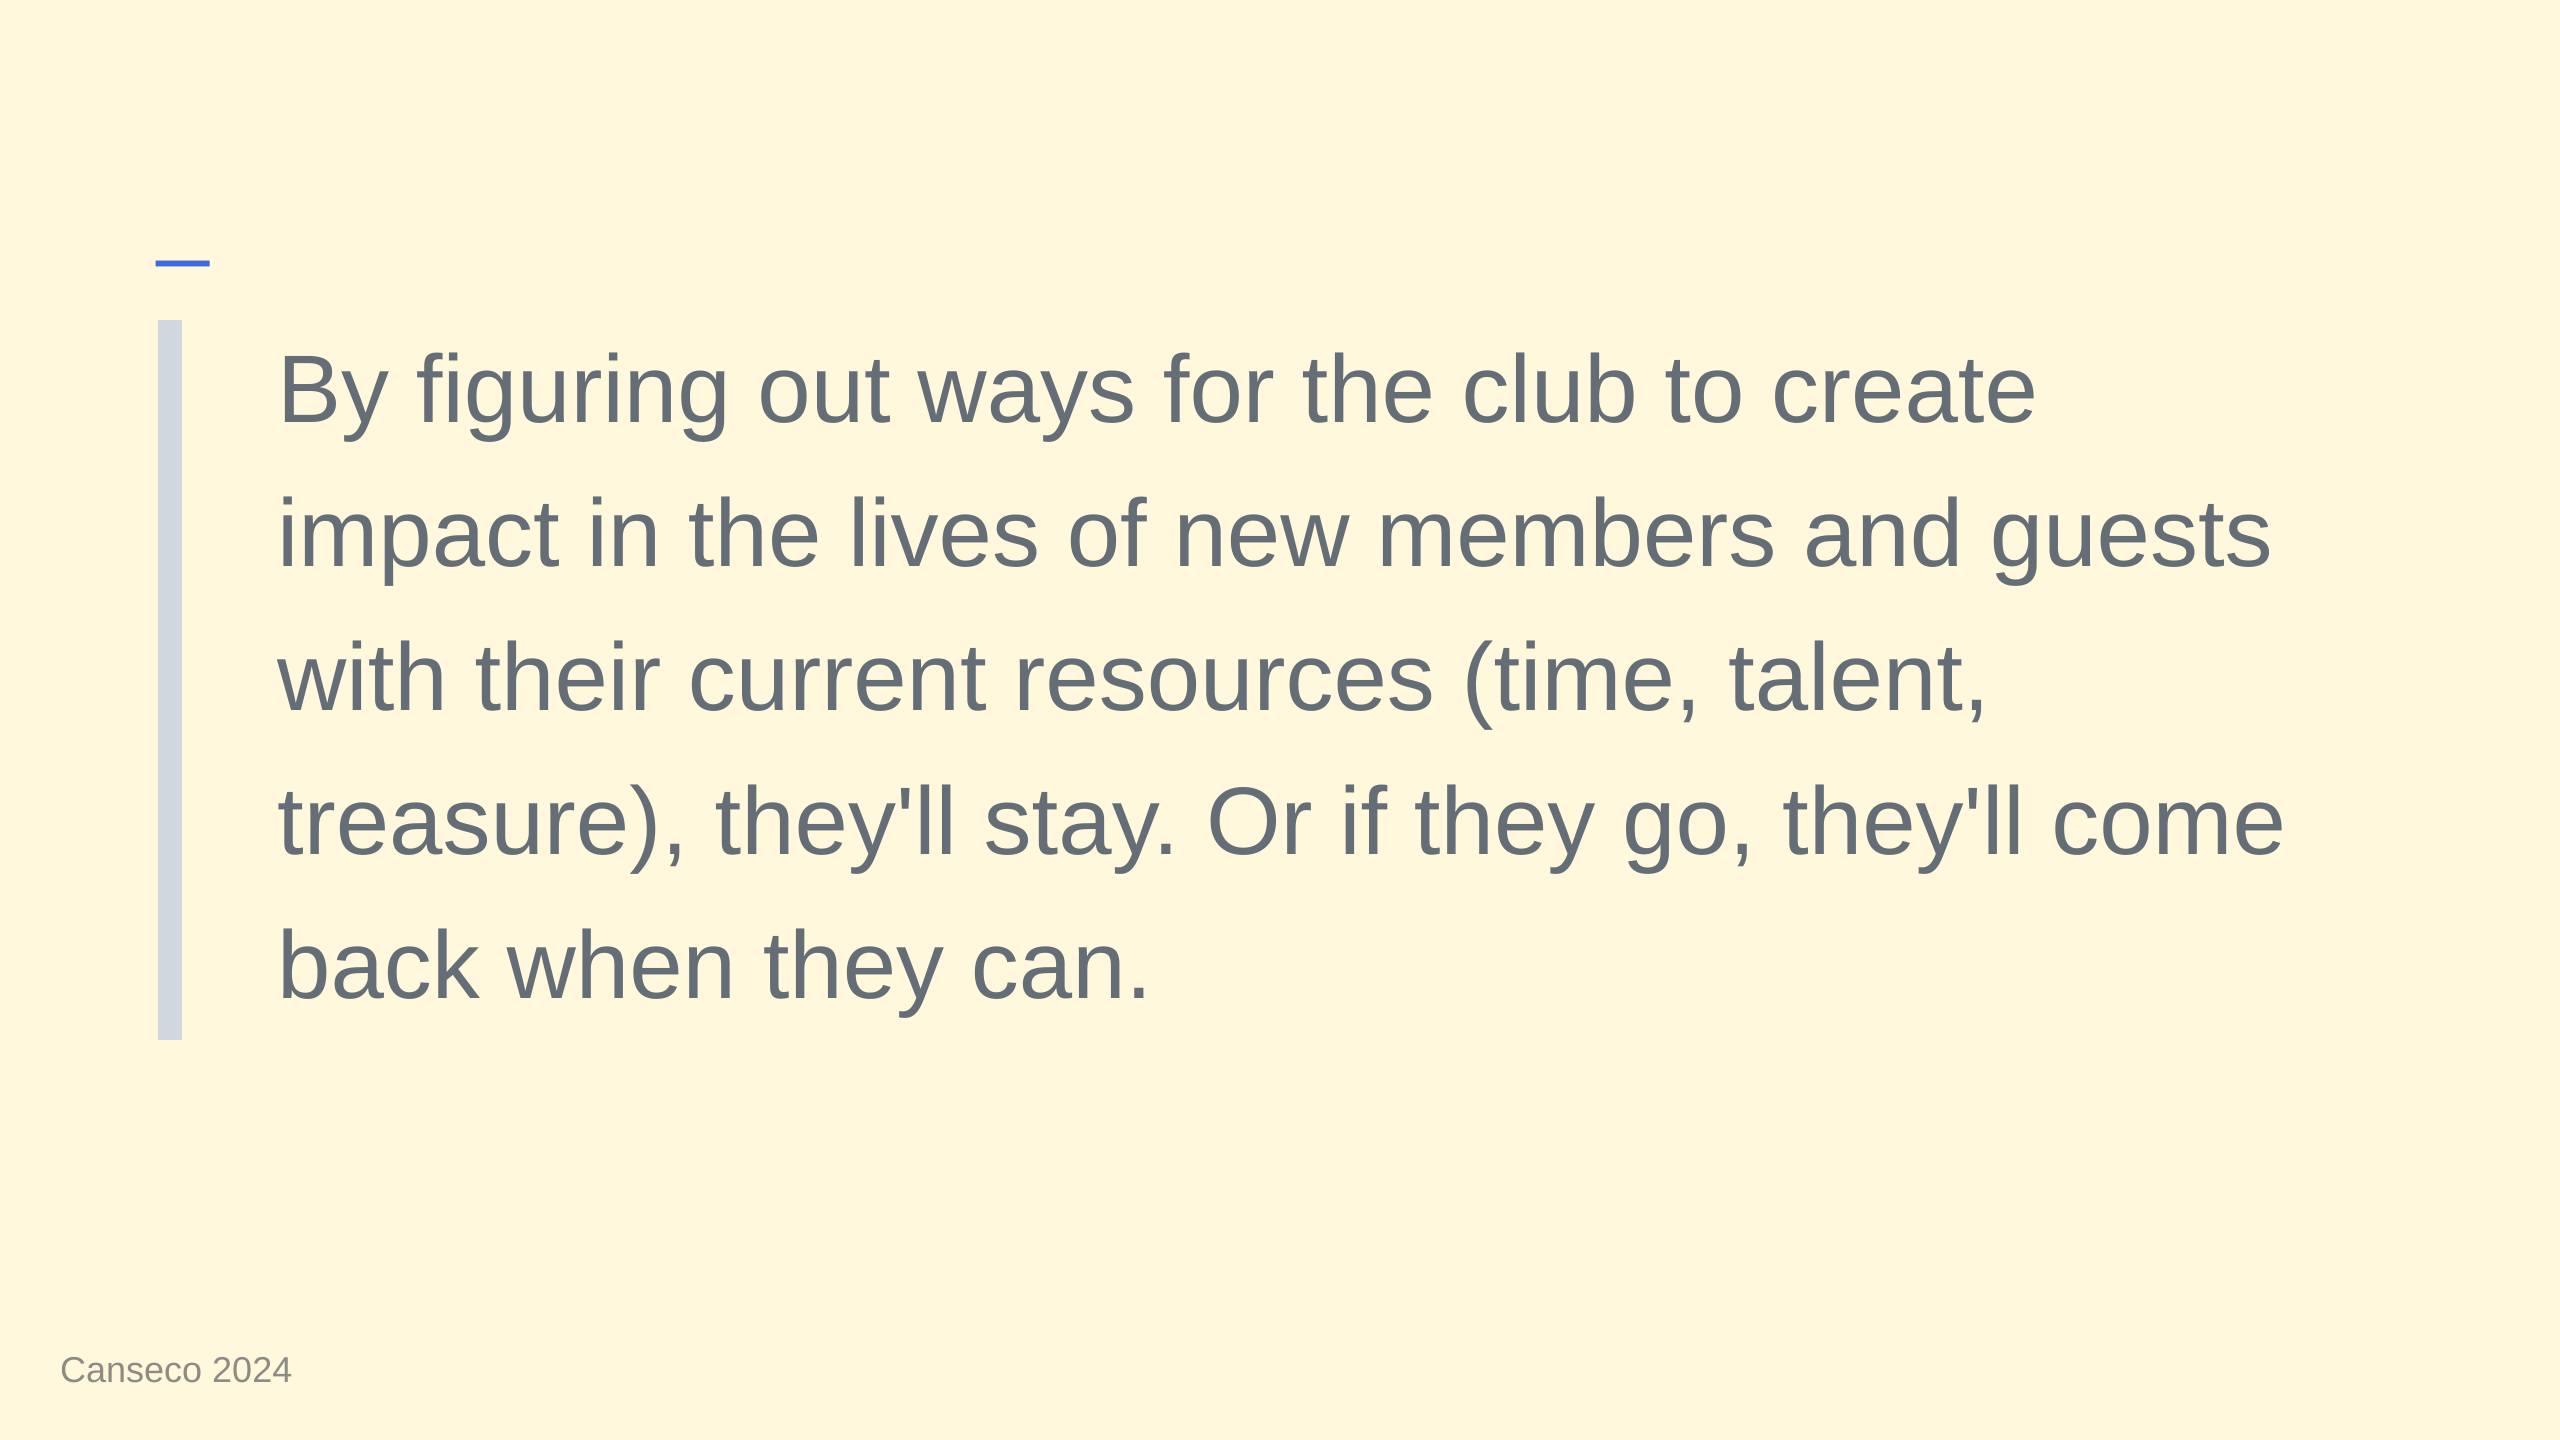 —
By figuring out ways for the club to create
impact in the lives of new members and guests
with their current resources (time, talent,
treasure), they'll stay. Or if they go, they'll come
back when they can.
Canseco 2024